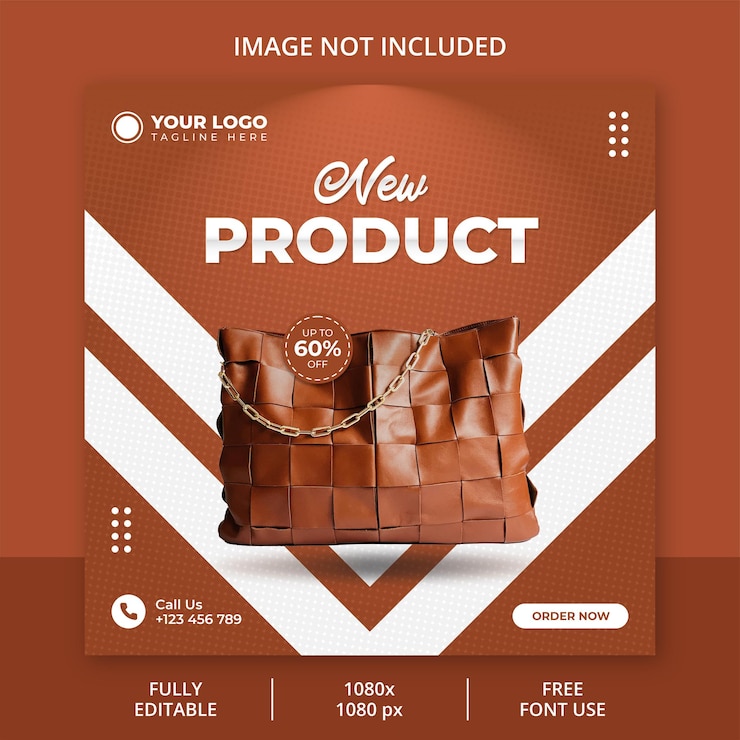 IMAGE NOT INCLUDED
YOUR LOGO
TAGLINE HERE
New
PRODUCT
UP TO
60%
OFF
Call Us
+123 456 789
ORDER NOW
FULLY
EDITABLE
1080x
1080 px
FREE
FONT USE